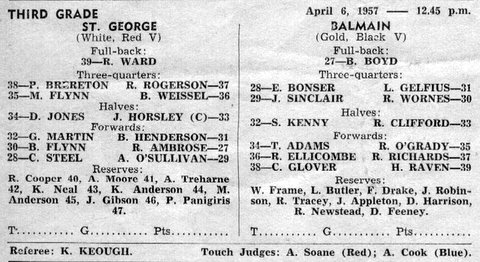 THIRD GRADE
ST. GEORGE
(White, Red V)
Full-back:
39—R. WARD
Three-quarters:
38—P. BRERETON R. ROGERSON—37
35—M. FLYNN B. WEISSEL—36
Halves:
34—D. JONES J. HORSLEY (C)—33
Forwards:
32—G. MARTIN B. HENDERSON—31
30—B. FLYNN R. AMBROSE—27
28—C. STEEL A. O'SULLIVAN—29
Reserves:
R. Cooper 40, A. Moore 41, A. Treharne
42, K. Neal 43, K. Anderson 44, M.
Anderson 45, J. Gibson 46, P. Panigiris
47.
T.......... G.......... Pts..........
April 6, 1957 — 12.45 p.m.
BALMAIN
(Gold, Black V)
Full-back:
27—B. BOYD
Three-quarters:
28—E. BONSER L. GELFIUS—31
29—J. SINCLAIR R. WORNES—30
Halves:
32—S. KENNY R. CLIFFORD—33
Forwards:
34—T. ADAMS R. O'GRADY—35
36—R. ELLICOMBE R. RICHARDS—37
38—C. GLOVER H. RAVEN—39
Reserves:
W. Frame, L. Butler, F. Drake, J. Robin-
son, R. Tracey, J. Appleton, D. Harrison,
R. Newstead, D. Feeney.
T.......... G.......... Pts..........
Referee: K. KEOUGH. Touch Judges: A. Soane (Red); A. Cook (Blue).